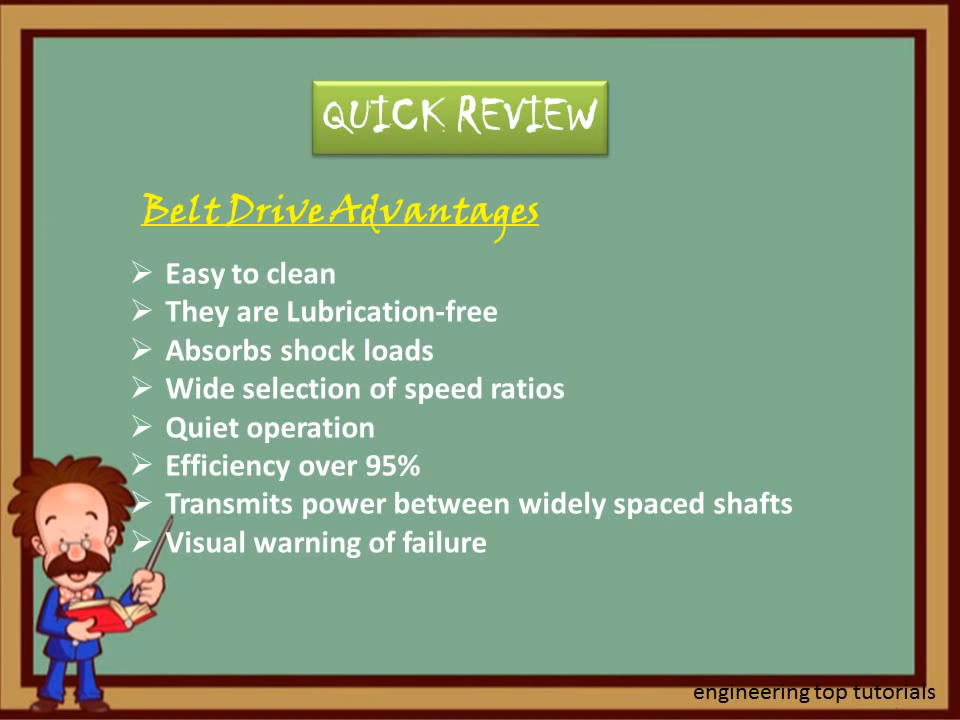 QUICK REVIEW
Belt Drive Advantages
➢ Easy to clean
➢ They are Lubrication-free
➢ Absorbs shock loads
➢ Wide selection of speed ratios
➢ Quiet operation
➢ Efficiency over 95%
➢ Transmits power between widely spaced shafts
➢ Visual warning of failure
engineering top tutorials